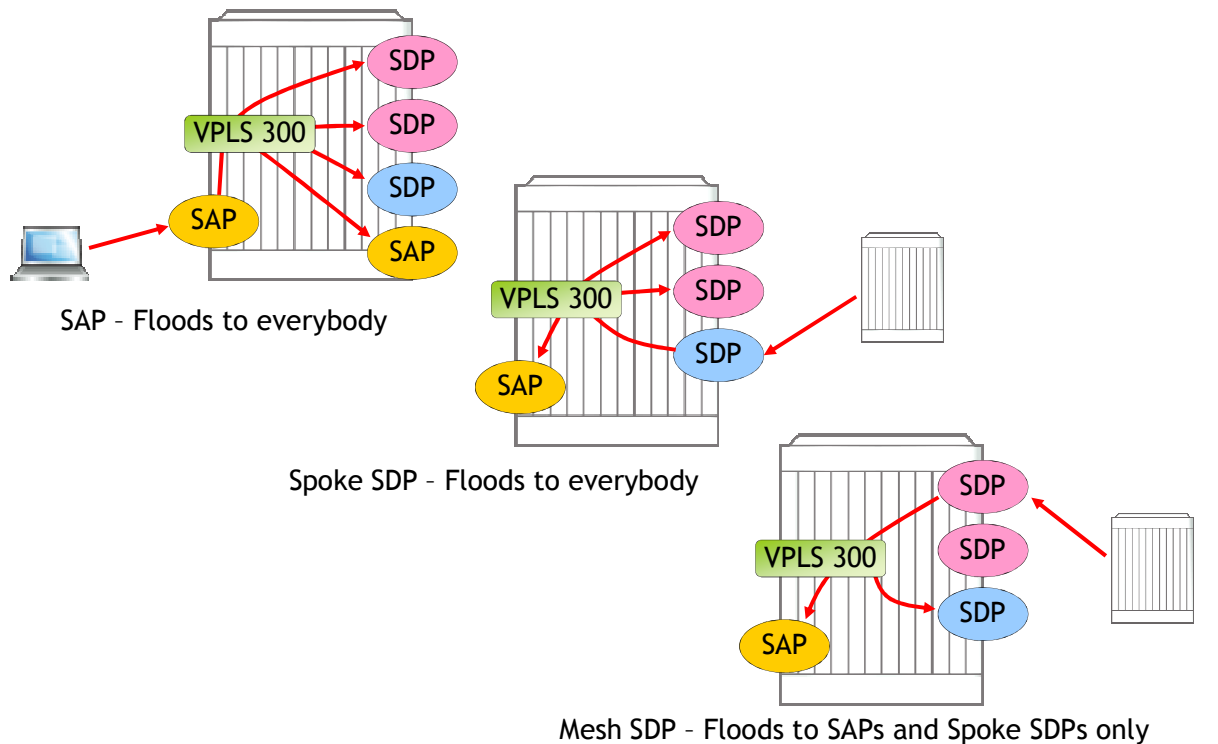 SDP
SDP
VPLS 300
SDP
SAP
SAP
SAP – Floods to everybody
SDP
SDP
VPLS 300
SDP
SAP
Spoke SDP – Floods to everybody
SDP
SDP
VPLS 300
SDP
SAP
Mesh SDP – Floods to SAPs and Spoke SDPs only